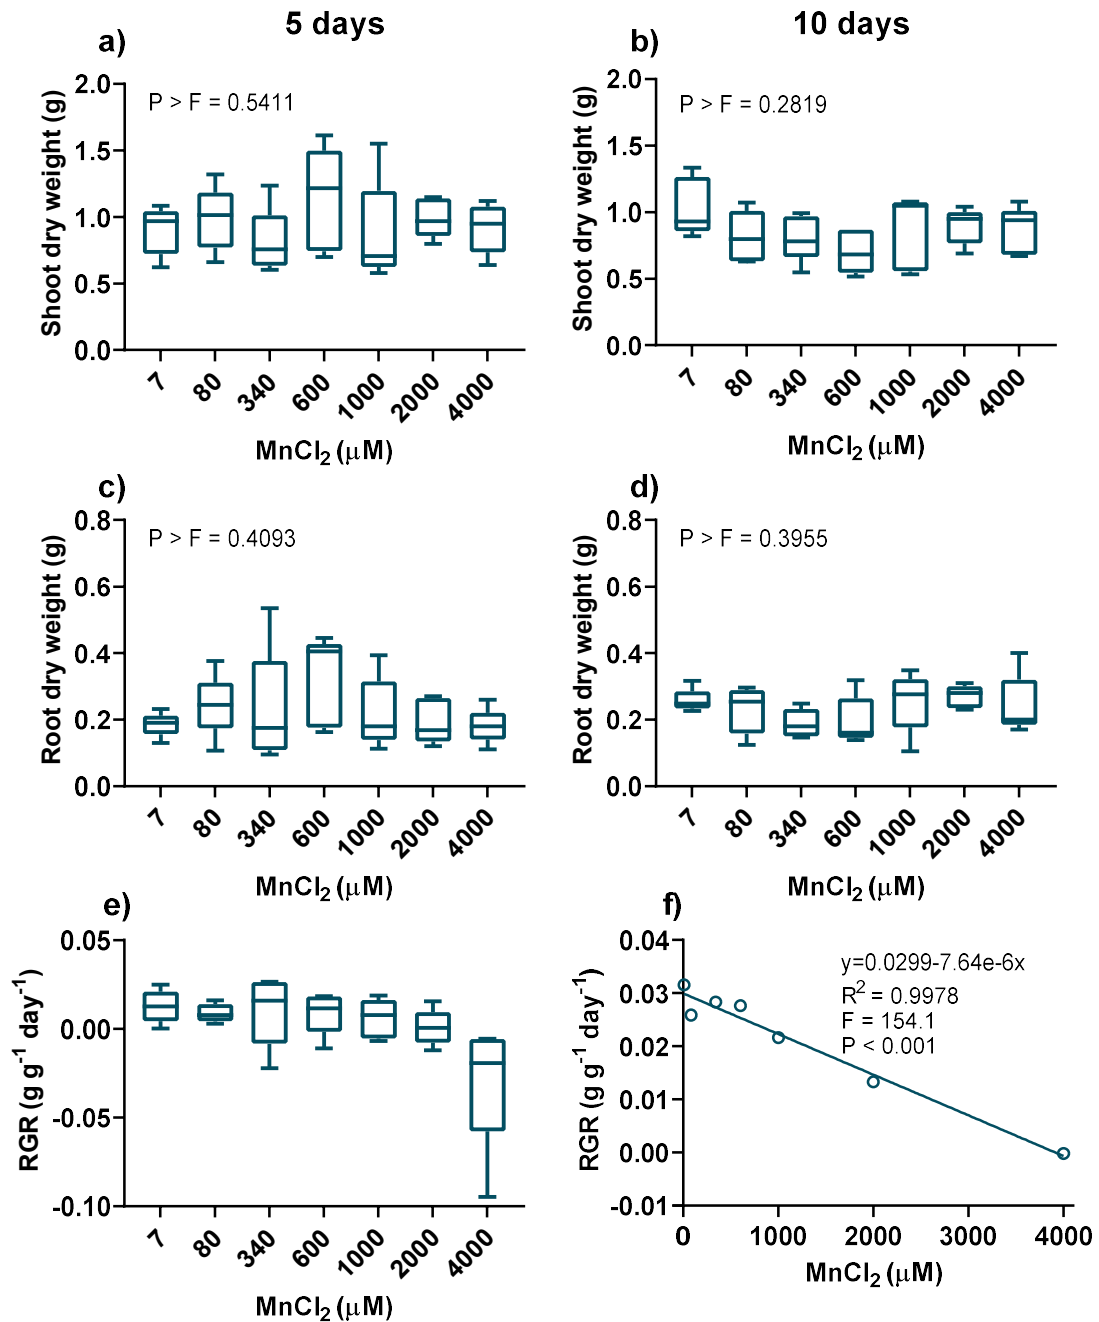 5 days
10 days
a)
Shoot dry weight (g)
P > F = 0.5411
2.0
1.5
1.0
0.5
0.0
7
80
340
600
1000
2000
4000
MnCl₂ (μM)
b)
Shoot dry weight (g)
P > F = 0.2819
2.0
1.5
1.0
0.5
0.0
7
80
340
600
1000
2000
4000
MnCl₂ (μM)
c)
Root dry weight (g)
P > F = 0.4093
0.8
0.6
0.4
0.2
0.0
7
80
340
600
1000
2000
4000
MnCl₂ (μM)
d)
Root dry weight (g)
P > F = 0.3955
0.8
0.6
0.4
0.2
0.0
7
80
340
600
1000
2000
4000
MnCl₂ (μM)
e)
RGR (g g⁻¹ day⁻¹)
0.05
0.00
-0.05
-0.10
7
80
340
600
1000
2000
4000
MnCl₂ (μM)
f)
RGR (g g⁻¹ day⁻¹)
y=0.0299-7.64e-6x
R² = 0.9978
F = 154.1
P < 0.001
0.04
0.03
0.02
0.01
0.00
-0.01
0
1000
2000
3000
4000
MnCl₂ (μM)